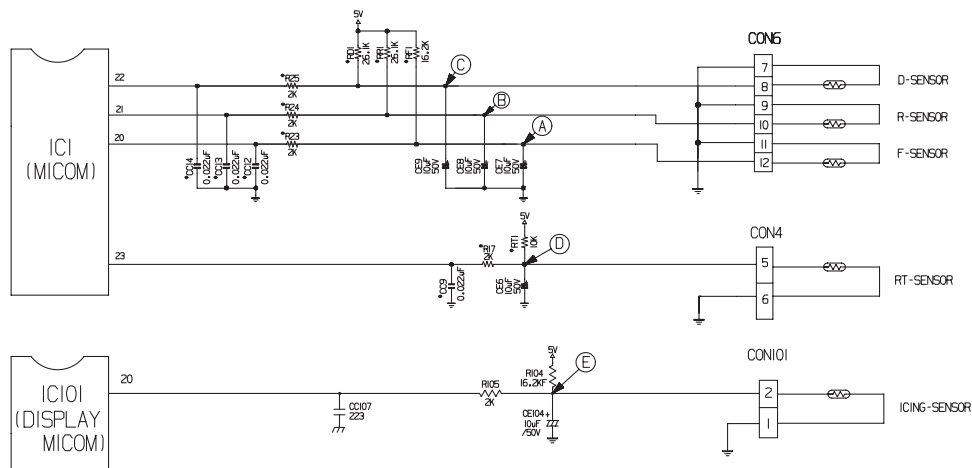 5V
*RD1 26.1K
*RR1 26.1K
*RF1 16.2K
CON6
IC1
(MICOM)
22
*R25
2K
C
7
8
D-SENSOR
21
*R24
2K
B
9
10
R-SENSOR
20
*R23
2K
A
11
12
F-SENSOR
*CC14 0.022uF
*CC13 0.022uF
*CC12 0.022uF
CE9 10uF 50V
CE8 10uF 50V
CE7 10uF 50V
5V
*RT1 10K
D
CON4
23
*R17
2K
*CC9 0.022uF
CE6 10uF 50V
5
6
RT-SENSOR
5V
R104
16.2KF
E
CON101
IC101
(DISPLAY
MICOM)
20
R105
2K
CC107
223
CE104+
10uF
/50V
2
1
ICING-SENSOR